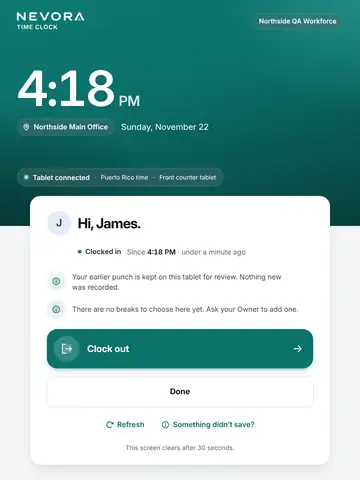 NEVORA
TIME CLOCK
Northside QA Workforce
4:18 PM
Northside Main Office
Sunday, November 22
Tablet connected · Puerto Rico time · Front counter tablet
J
Hi, James.
Clocked in Since 4:18 PM · under a minute ago
Your earlier punch is kept on this tablet for review. Nothing new
was recorded.
There are no breaks to choose here yet. Ask your Owner to add one.
Clock out
Done
Refresh
Something didn't save?
This screen clears after 30 seconds.